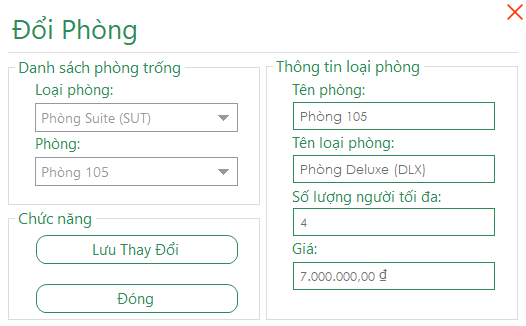 Đổi Phòng
Danh sách phòng trống
Loại phòng:
Phòng Suite (SUT)
Phòng:
Phòng 105
Chức năng
Lưu Thay Đổi
Đóng
Thông tin loại phòng
Tên phòng:
Phòng 105
Tên loại phòng:
Phòng Deluxe (DLX)
Số lượng người tối đa:
4
Giá:
7.000.000,00 ₫